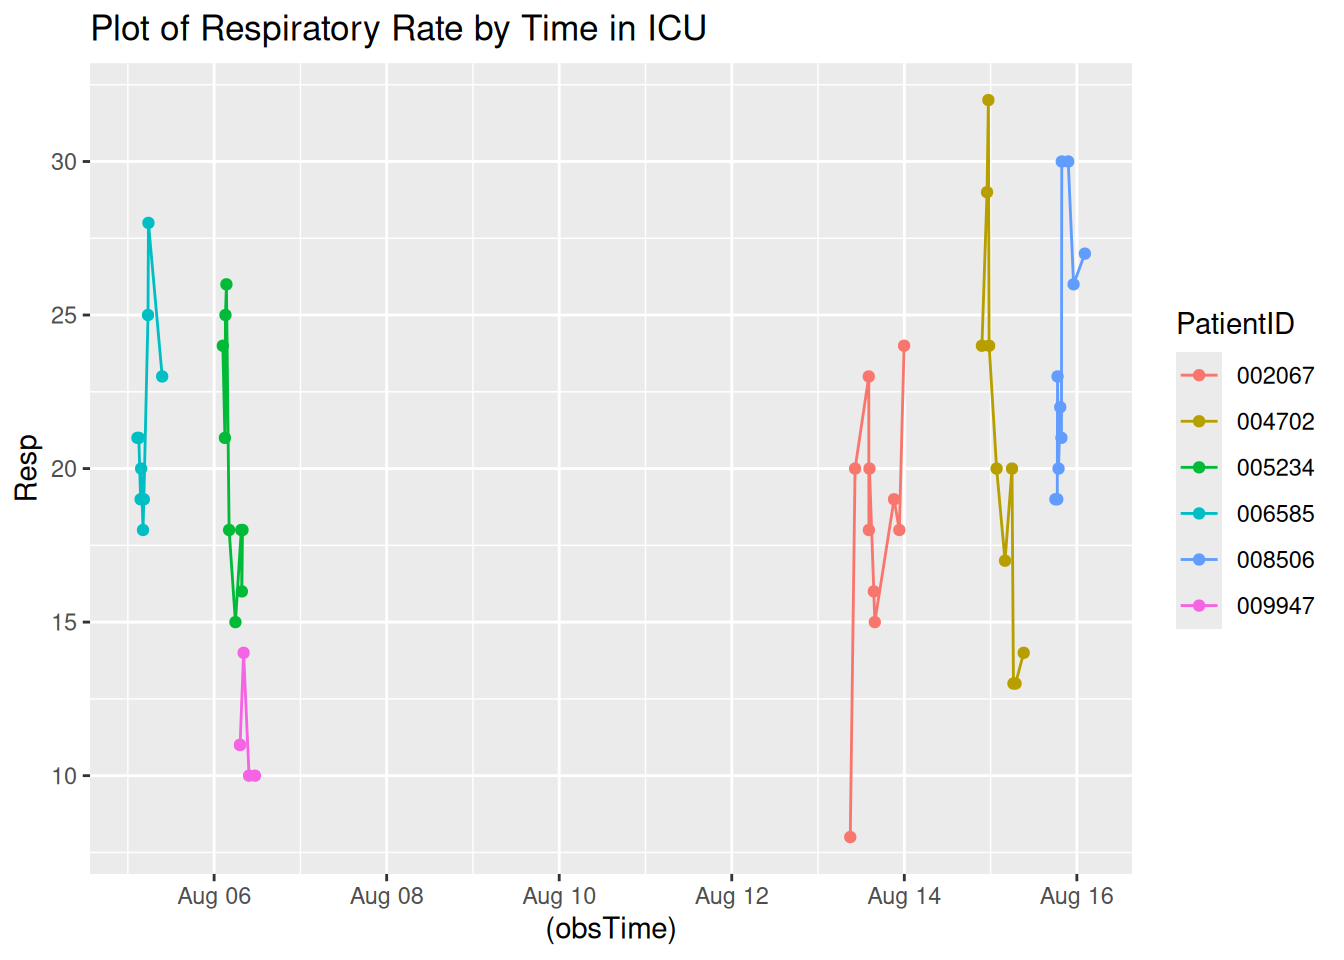 Plot of Respiratory Rate by Time in ICU
30
25
20
15
10
Resp
Aug 06
Aug 08
Aug 10
Aug 12
Aug 14
Aug 16
(obsTime)
PatientID
002067
004702
005234
006585
008506
009947